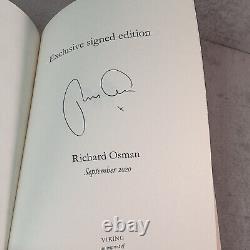 Exclusive signed edition
x
Richard Osman
September 2020
VIKING